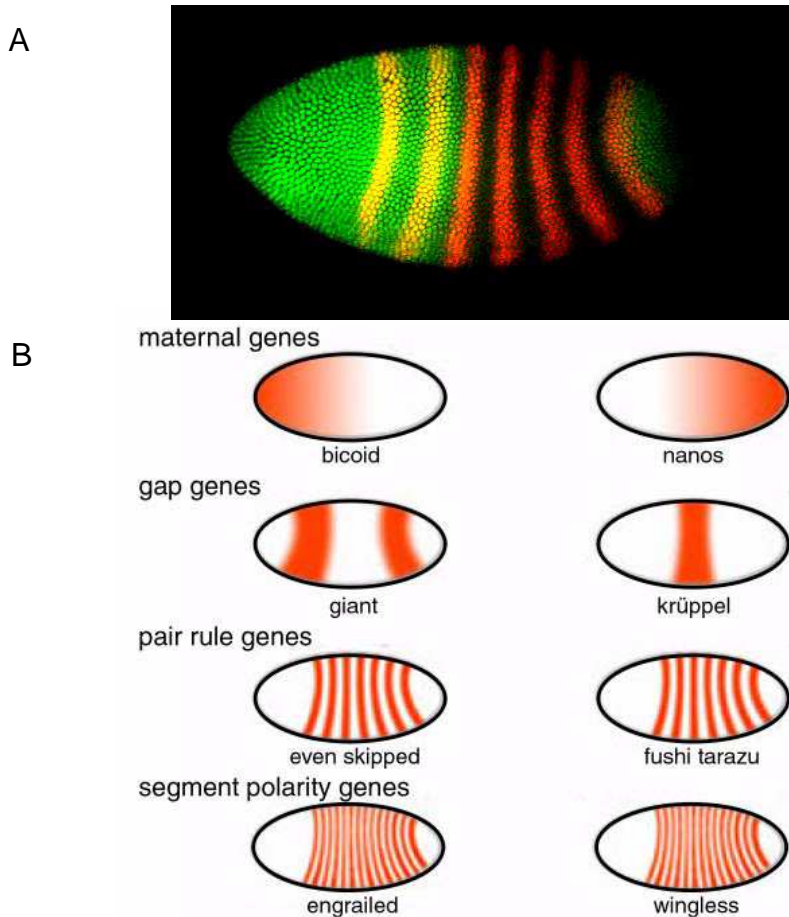 A
B
maternal genes
bicoid
nanos
gap genes
giant
krüppel
pair rule genes
even skipped
fushi tarazu
segment polarity genes
engrailed
wingless